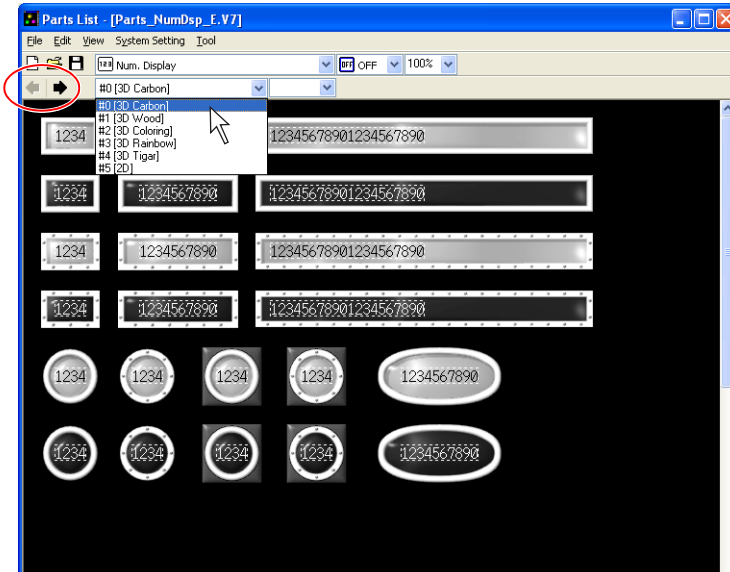 Parts List - [Parts_NumDsp_E.V7]
File Edit View System Setting Tool
123 Num. Display OFF OFF 100%
#0 [3D Carbon]
#0 [3D Carbon]
#1 [3D Wood]
#2 [3D Coloring]
#3 [3D Rainbow]
#4 [3D Tigar]
#5 [2D]
1234 12345678901234567890
1234 1234567890 12345678901234567890
1234 1234567890 12345678901234567890
1234 1234567890 12345678901234567890
1234 1234 1234 1234 1234567890
1234 1234 1234 1234 1234567890